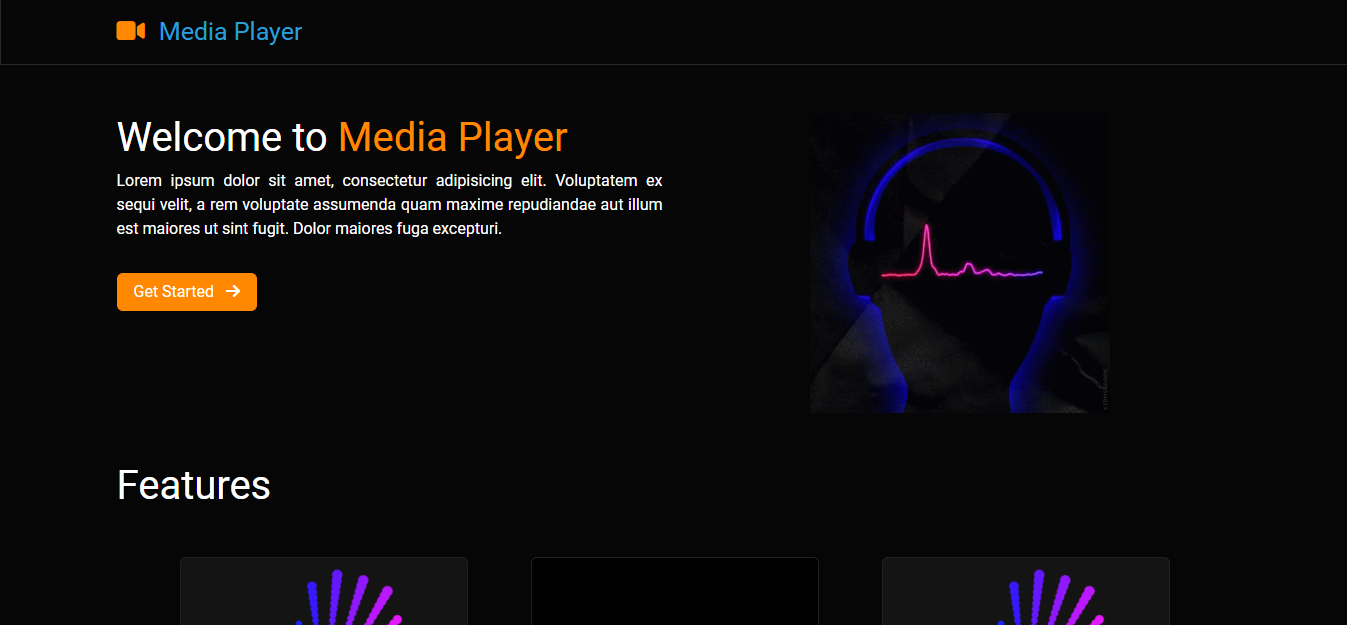 Media Player
Welcome to Media Player
Lorem ipsum dolor sit amet, consectetur adipisicing elit. Voluptatem ex
sequi velit, a rem voluptate assumenda quam maxime repudiandae aut illum
est maiores ut sint fugit. Dolor maiores fuga excepturi.
Get Started
Features